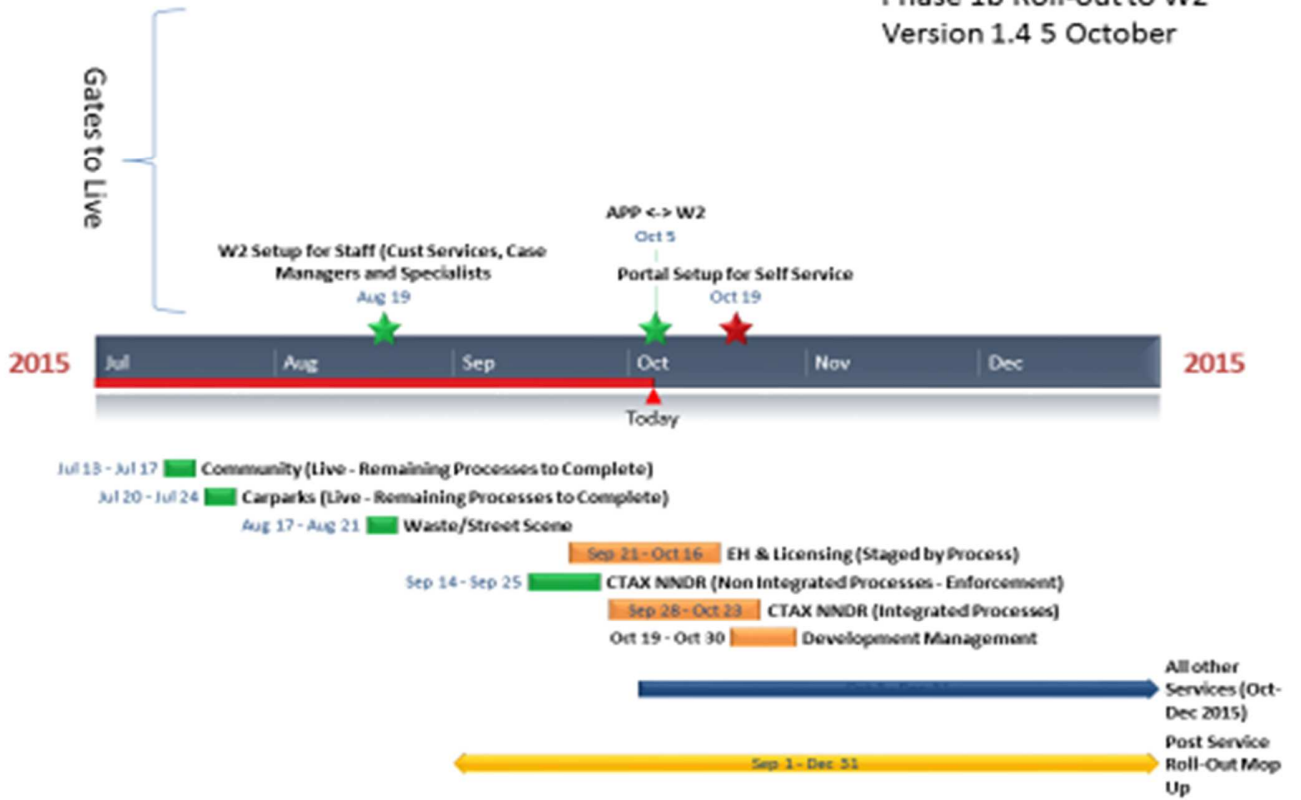 Phase 1b Roll-out to W2
Version 1.4 5 October
Gates to Live
APP <-> W2
Oct 5
W2 Setup for Staff (Cust Services, Case
Managers and Specialists
Aug 19
Portal Setup for Self Service
Oct 19
2015
Jul
Aug
Sep
Oct
Nov
Dec
2015
Today
Jul 13 - Jul 17 Community (Live - Remaining Processes to Complete)
Jul 20 - Jul 24 Carparks (Live - Remaining Processes to Complete)
Aug 17 - Aug 21 Waste/Street Scene
Sep 21 - Oct 16 EH & Licensing (Staged by Process)
Sep 14 - Sep 25 CTAX NNDR (Non Integrated Processes - Enforcement)
Sep 28 - Oct 23 CTAX NNDR (Integrated Processes)
Oct 19 - Oct 30 Development Management
All other
Services (Oct-
Dec 2015)
Sep 1 - Dec 31
Post Service
Roll-Out Mop
Up